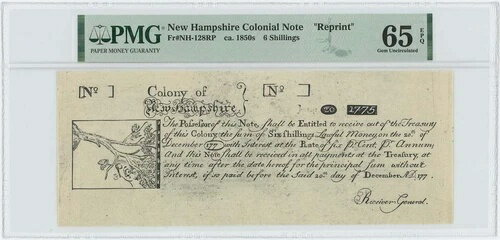 PMG
PAPER MONEY GUARANTY
New Hampshire Colonial Note "Reprint"
Fr#NH-128RP ca. 1850s 6 Shillings
65 EPQ
Gem Uncirculated
[Nº ] Colony of [Nº ]
New Hampshire 20 1775
The Possessor of this Note, shall be Entitled to receive out of the Treasury
of this Colony, the sum of Six shillings Lawful Money on the 20th of
December 177 with Interest at the Rate of six Pr Cent. Pr Annum
And this Note shall be received in all payments at the Treasury, at
any time after the date hereof for the principal sum without
Interest, if so paid before the Said 20th day of December AD, 177 .
Receiver-General.